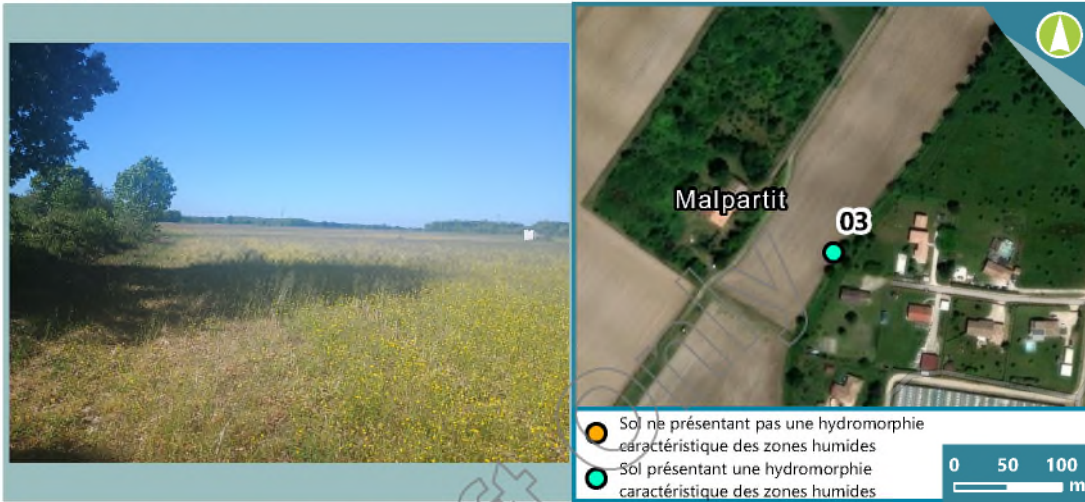 Malpartit
03
Sol ne présentant pas une hydromorphie
caractéristique des zones humides
Sol présentant une hydromorphie
caractéristique des zones humides
0 50 100
m